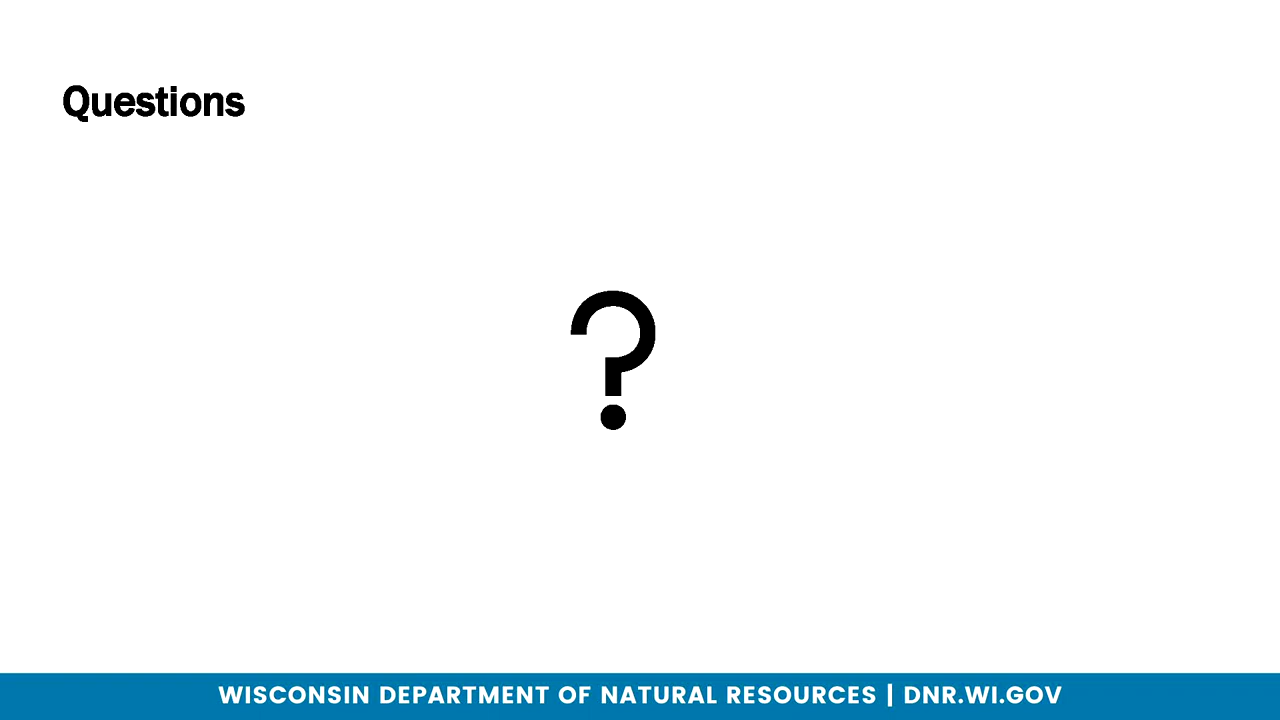 Questions
?
WISCONSIN DEPARTMENT OF NATURAL RESOURCES | DNR.WI.GOV